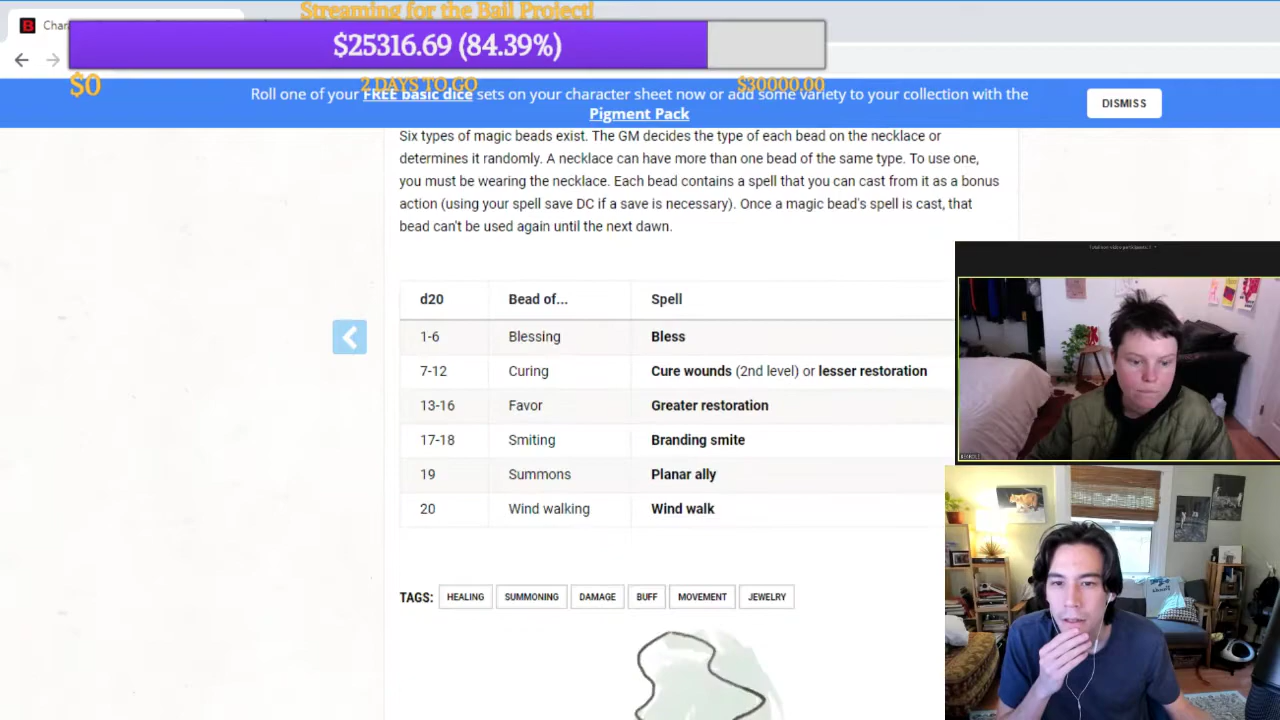 Streaming for the Bail Project!
Char
$25316.69 (84.39%)
$0
2 DAYS TO GO
$30000.00
Roll one of your FREE basic dice sets on your character sheet now or add some variety to your collection with the
Pigment Pack
DISMISS
Six types of magic beads exist. The GM decides the type of each bead on the necklace or
determines it randomly. A necklace can have more than one bead of the same type. To use one,
you must be wearing the necklace. Each bead contains a spell that you can cast from it as a bonus
action (using your spell save DC if a save is necessary). Once a magic bead's spell is cast, that
bead can't be used again until the next dawn.
d20 Bead of... Spell
1-6 Blessing Bless
7-12 Curing Cure wounds (2nd level) or lesser restoration
13-16 Favor Greater restoration
17-18 Smiting Branding smite
19 Summons Planar ally
20 Wind walking Wind walk
TAGS: HEALING SUMMONING DAMAGE BUFF MOVEMENT JEWELRY